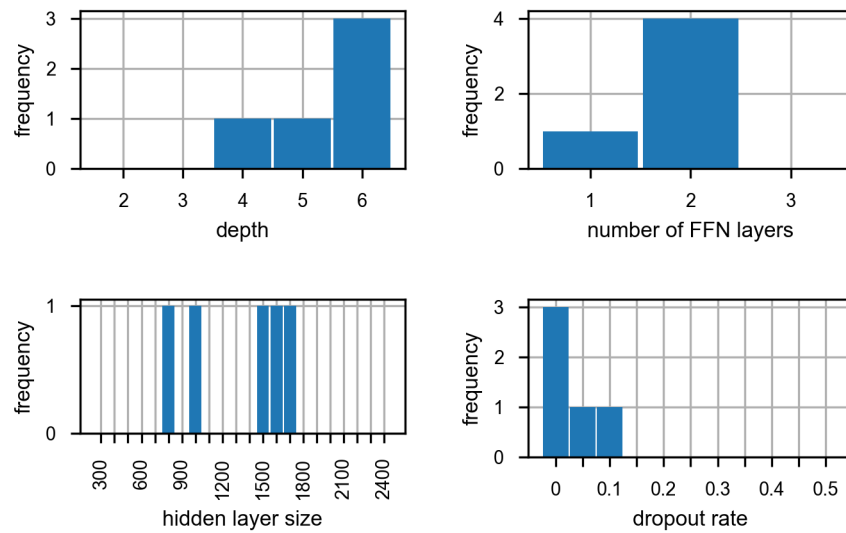 3
2
1
0
frequency
2 3 4 5 6
depth
4
2
0
frequency
1 2 3
number of FFN layers
1
0
frequency
300 600 900 1200 1500 1800 2100 2400
hidden layer size
3
2
1
0
frequency
0 0.1 0.2 0.3 0.4 0.5
dropout rate